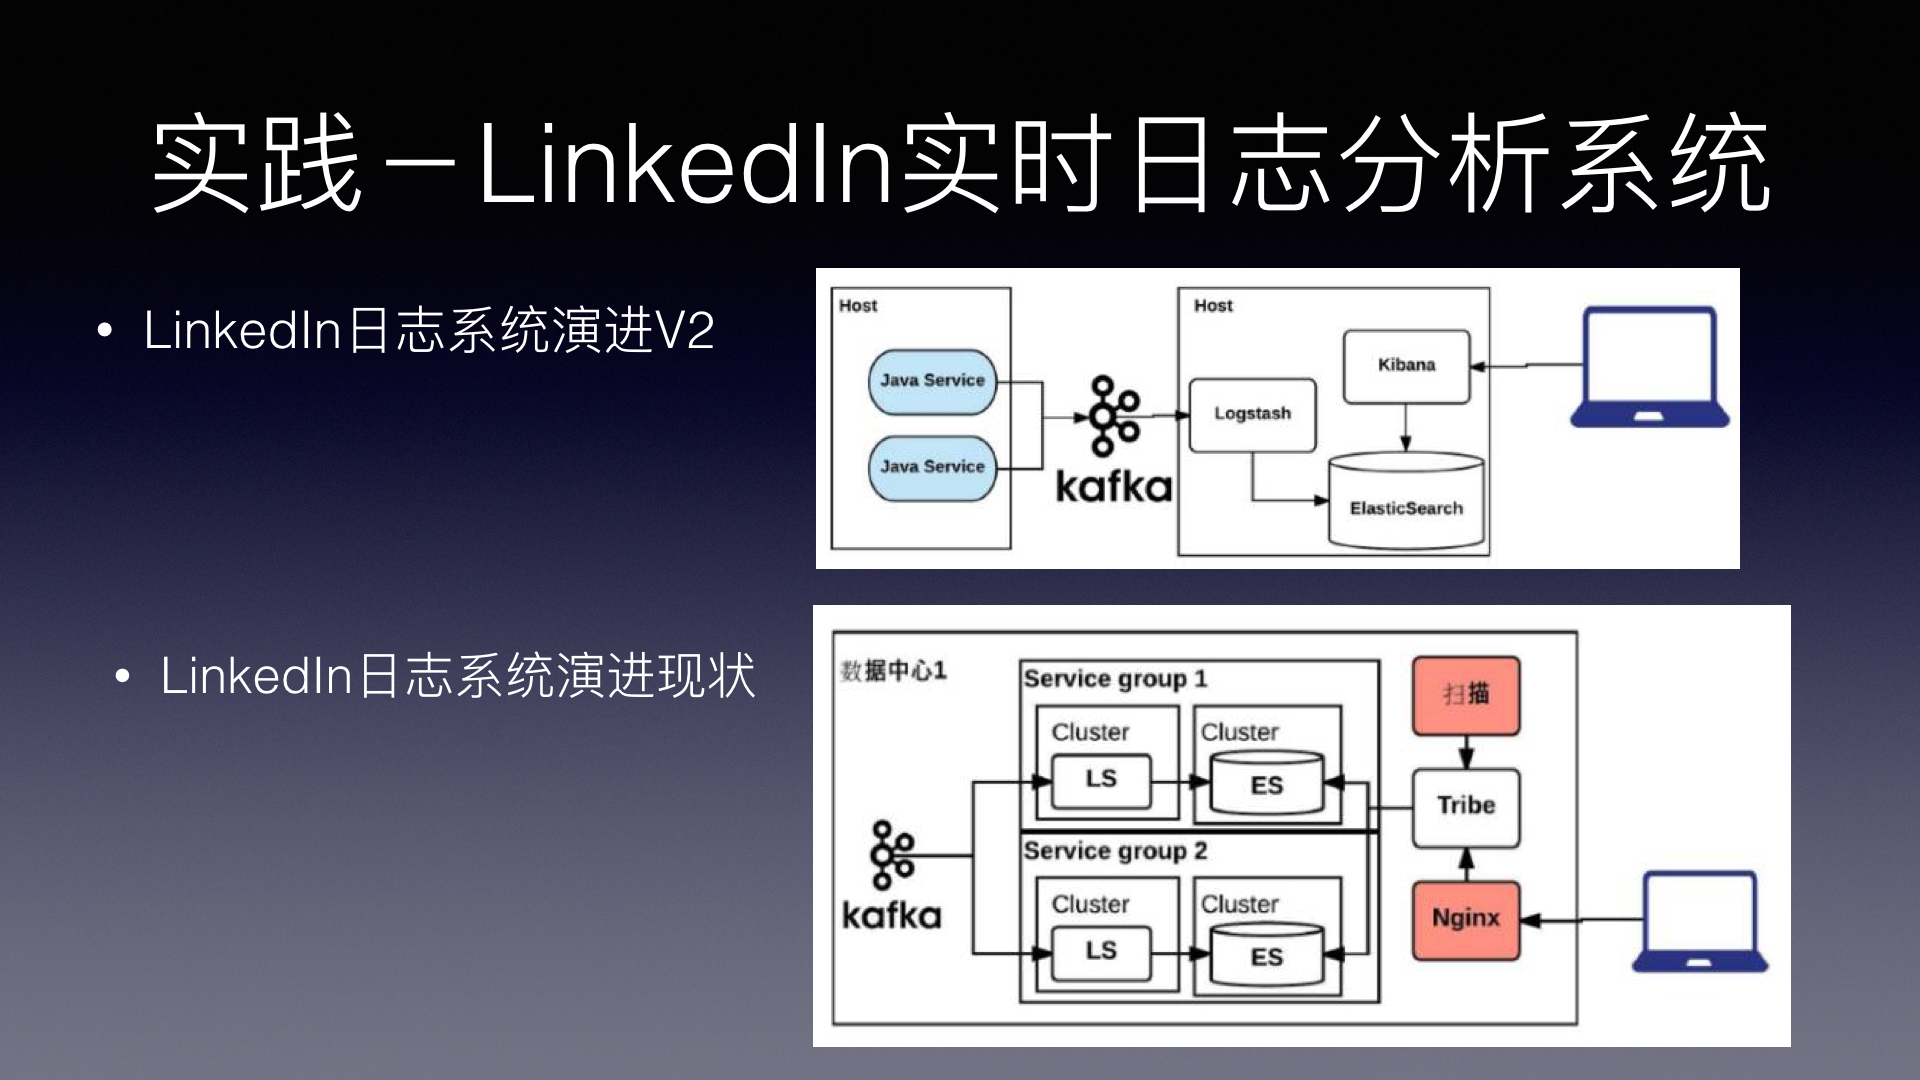 实践－LinkedIn实时日志分析系统
• LinkedIn日志系统演进V2
Host
Java Service
Java Service
kafka
Host
Logstash
Kibana
ElasticSearch
• LinkedIn日志系统演进现状
数据中心1
kafka
Service group 1
Cluster
LS
Cluster
ES
Service group 2
Cluster
LS
Cluster
ES
扫描
Tribe
Nginx